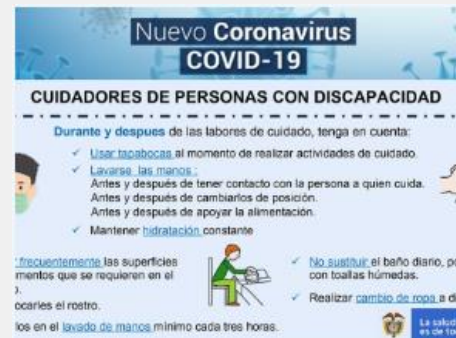 Nuevo Coronavirus
COVID-19
CUIDADORES DE PERSONAS CON DISCAPACIDAD
Durante y despues de las labores de cuidado, tenga en cuenta:
✓ Usar tapabocas al momento de realizar actividades de cuidado.
✓ Lavarse las manos :
Antes y después de tener contacto con la persona a quien cuida.
Antes y después de cambiarlos de posición.
Antes y después de apoyar la alimentación.
✓ Mantener hidratación constante
frecuentemente las superficies
mentos que se requieren en el
ocarles el rostro.
los en el lavado de manos mínimo cada tres horas.
✓ No sustituir el baño diario, po
con toallas húmedas.
✓ Realizar cambio de ropa a di
La salud
es de to